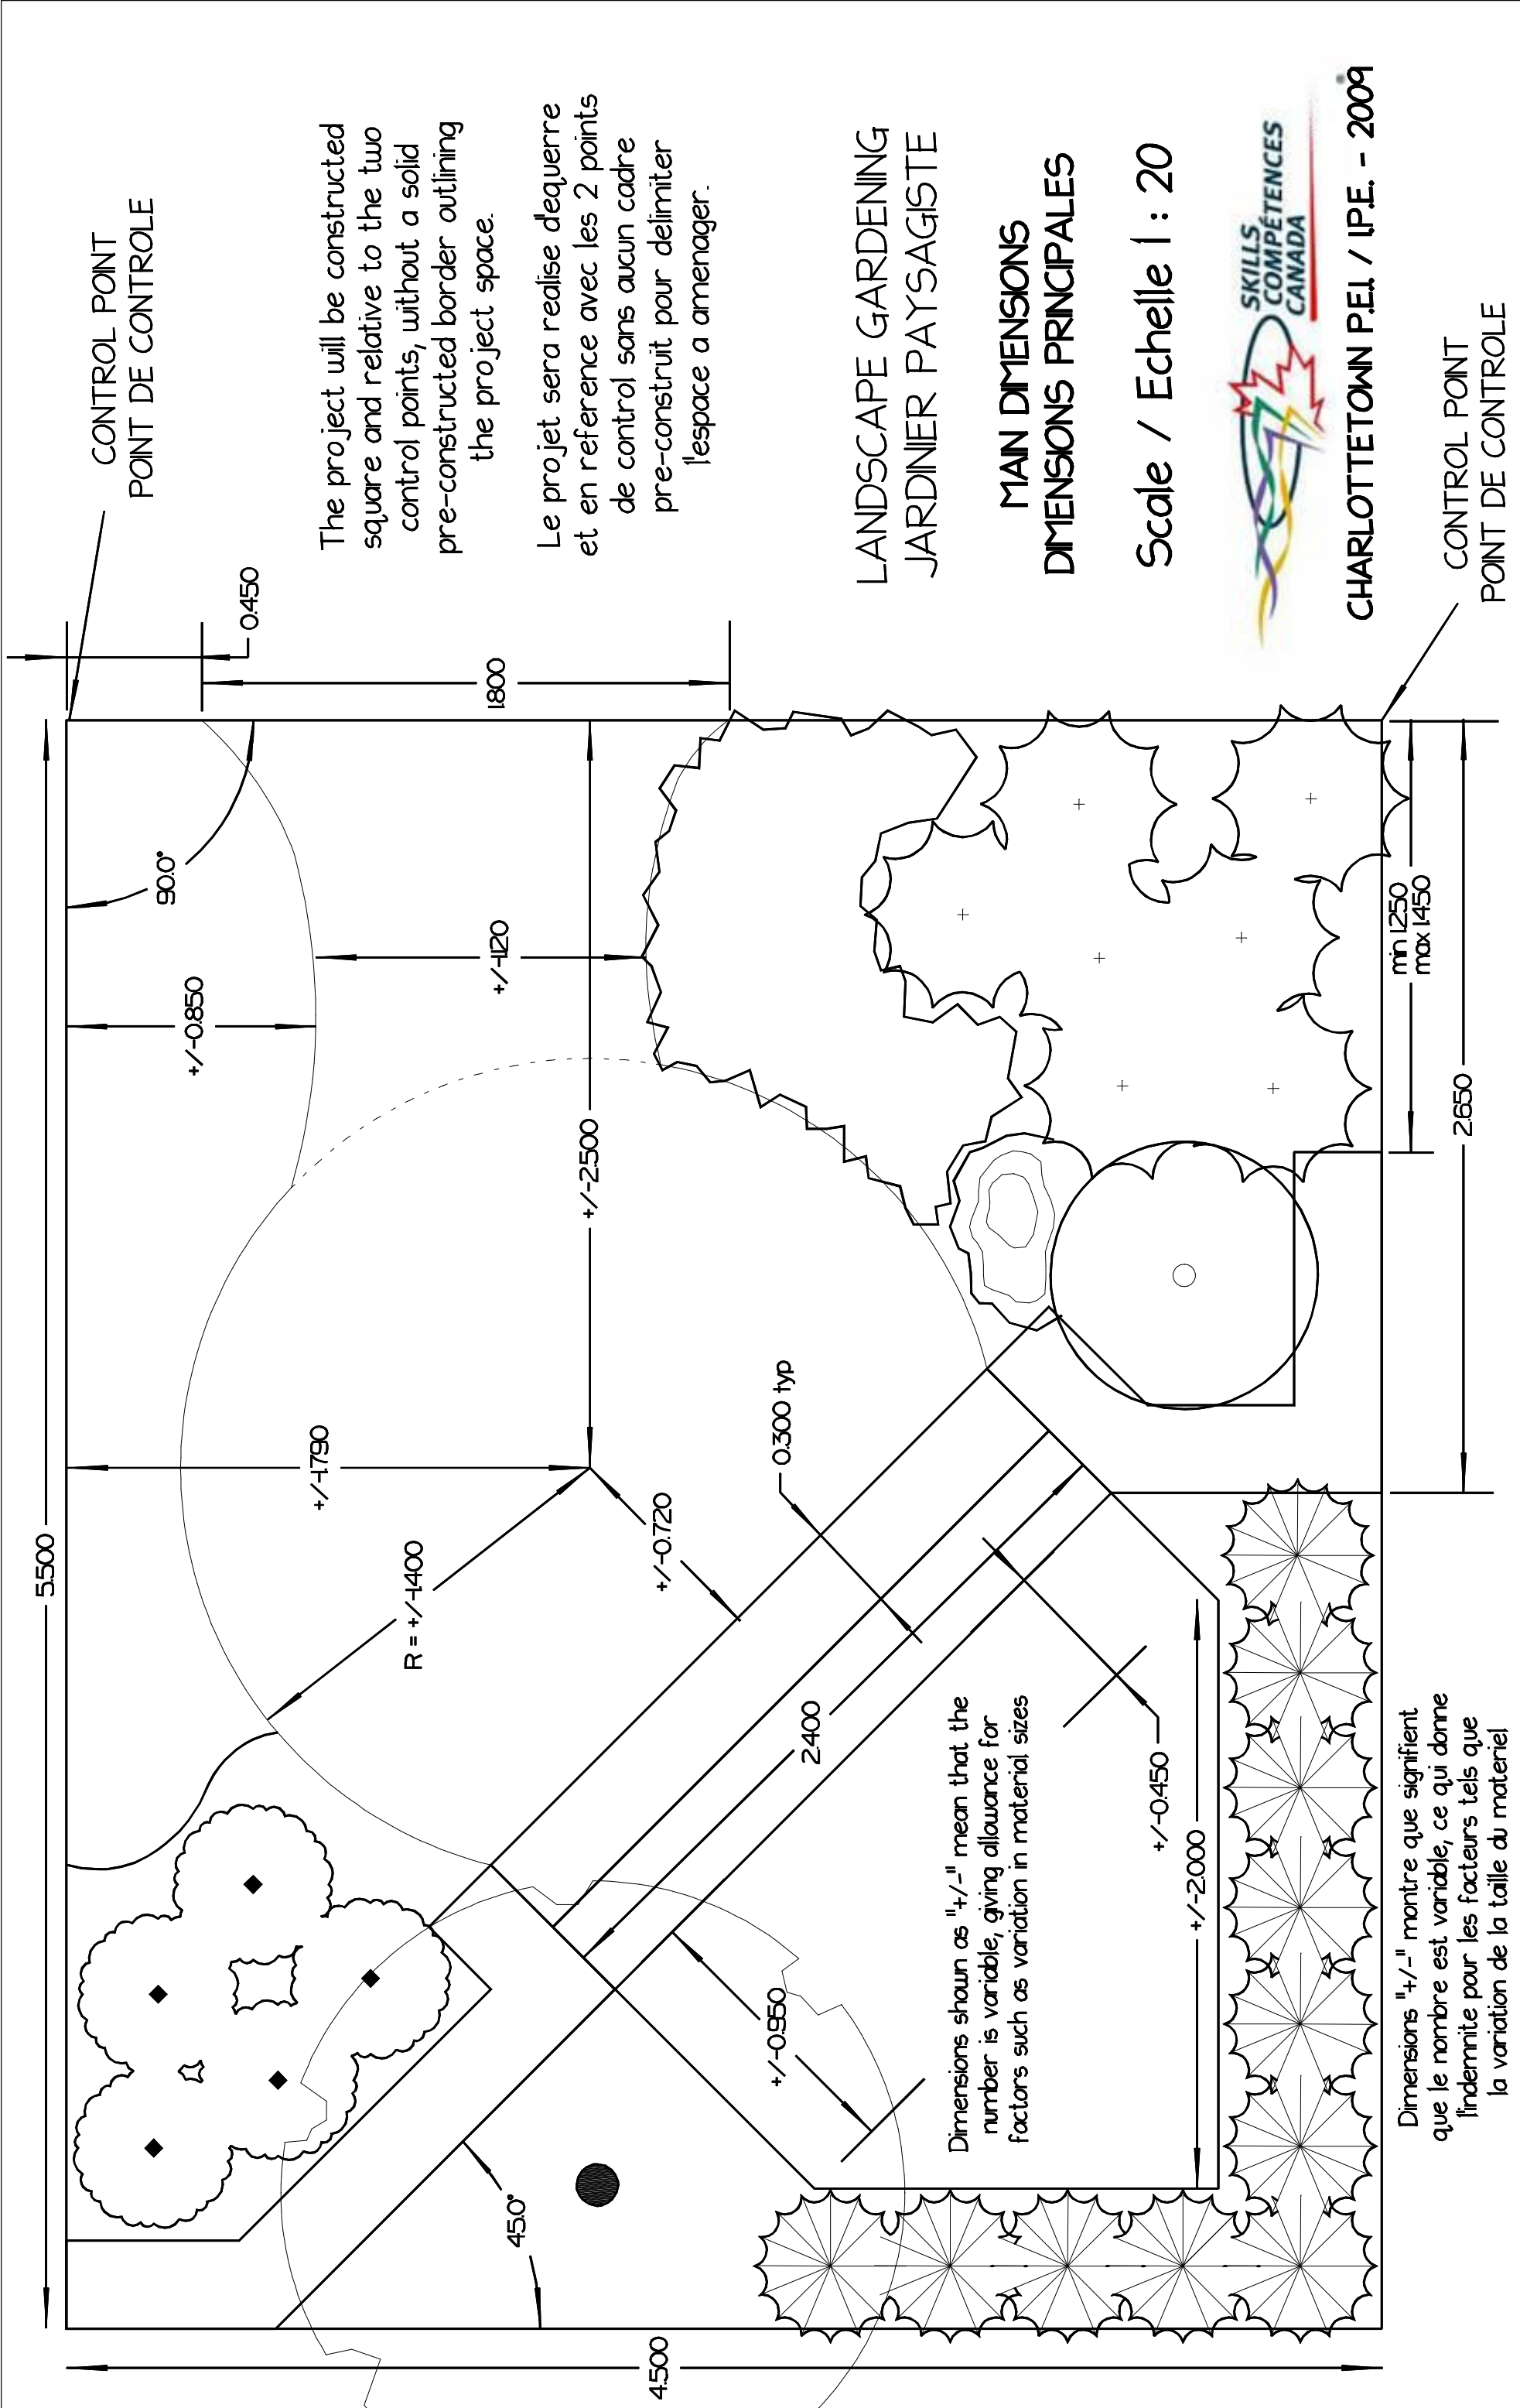 CONTROL POINT
POINT DE CONTROLE
The project will be constructed
square and relative to the two
control points, without a solid
pre-constructed border outlining
the project space.
Le projet sera realise d'equerre
et en reference avec les 2 points
de control sans aucun cadre
pre-construit pour delimiter
l'espace a amenager.
LANDSCAPE GARDENING
JARDINIER PAYSAGISTE
MAIN DIMENSIONS
DIMENSIONS PRINCIPALES
Scale / Echelle 1 : 20
SKILLS
COMPÉTENCES
CANADA
CHARLOTTETOWN P.E.I. / I.P.E. - 2009
CONTROL POINT
POINT DE CONTROLE
5.500
0.450
1.800
90.0°
+/-0.850
+/-1.120
+/-2.500
+/-1.790
R = +/-1.400
+/-0.720
0.300 typ
2.400
+/-0.450
+/-2.000
+/-0.950
45.0°
4.500
min 1.250
max 1.450
2.650
Dimensions shown as "+/-" mean that the
number is variable, giving allowance for
factors such as variation in material sizes
Dimensions "+/-" montre que signifient
que le nombre est variable, ce qui donne
l'indemnite pour les facteurs tels que
la variation de la taille du materiel